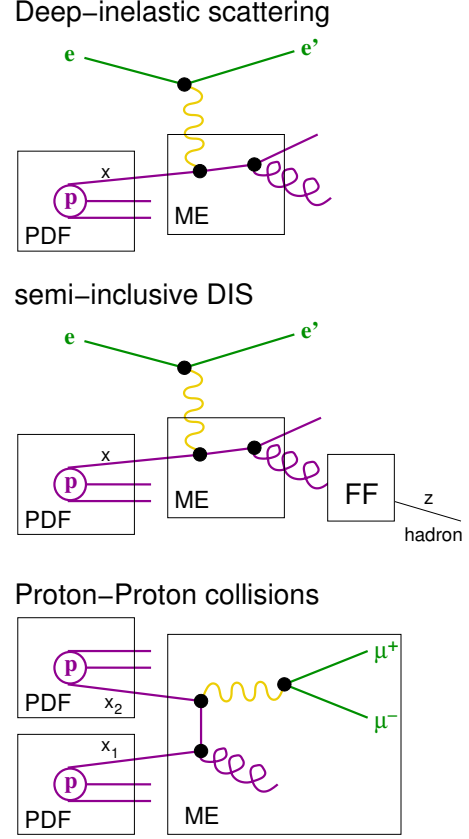 Deep−inelastic scattering
e
e’
x
p
PDF
ME
semi−inclusive DIS
e
e’
x
p
PDF
ME
FF
z
hadron
Proton−Proton collisions
p
PDF
x2
μ+
μ−
x1
p
PDF
ME